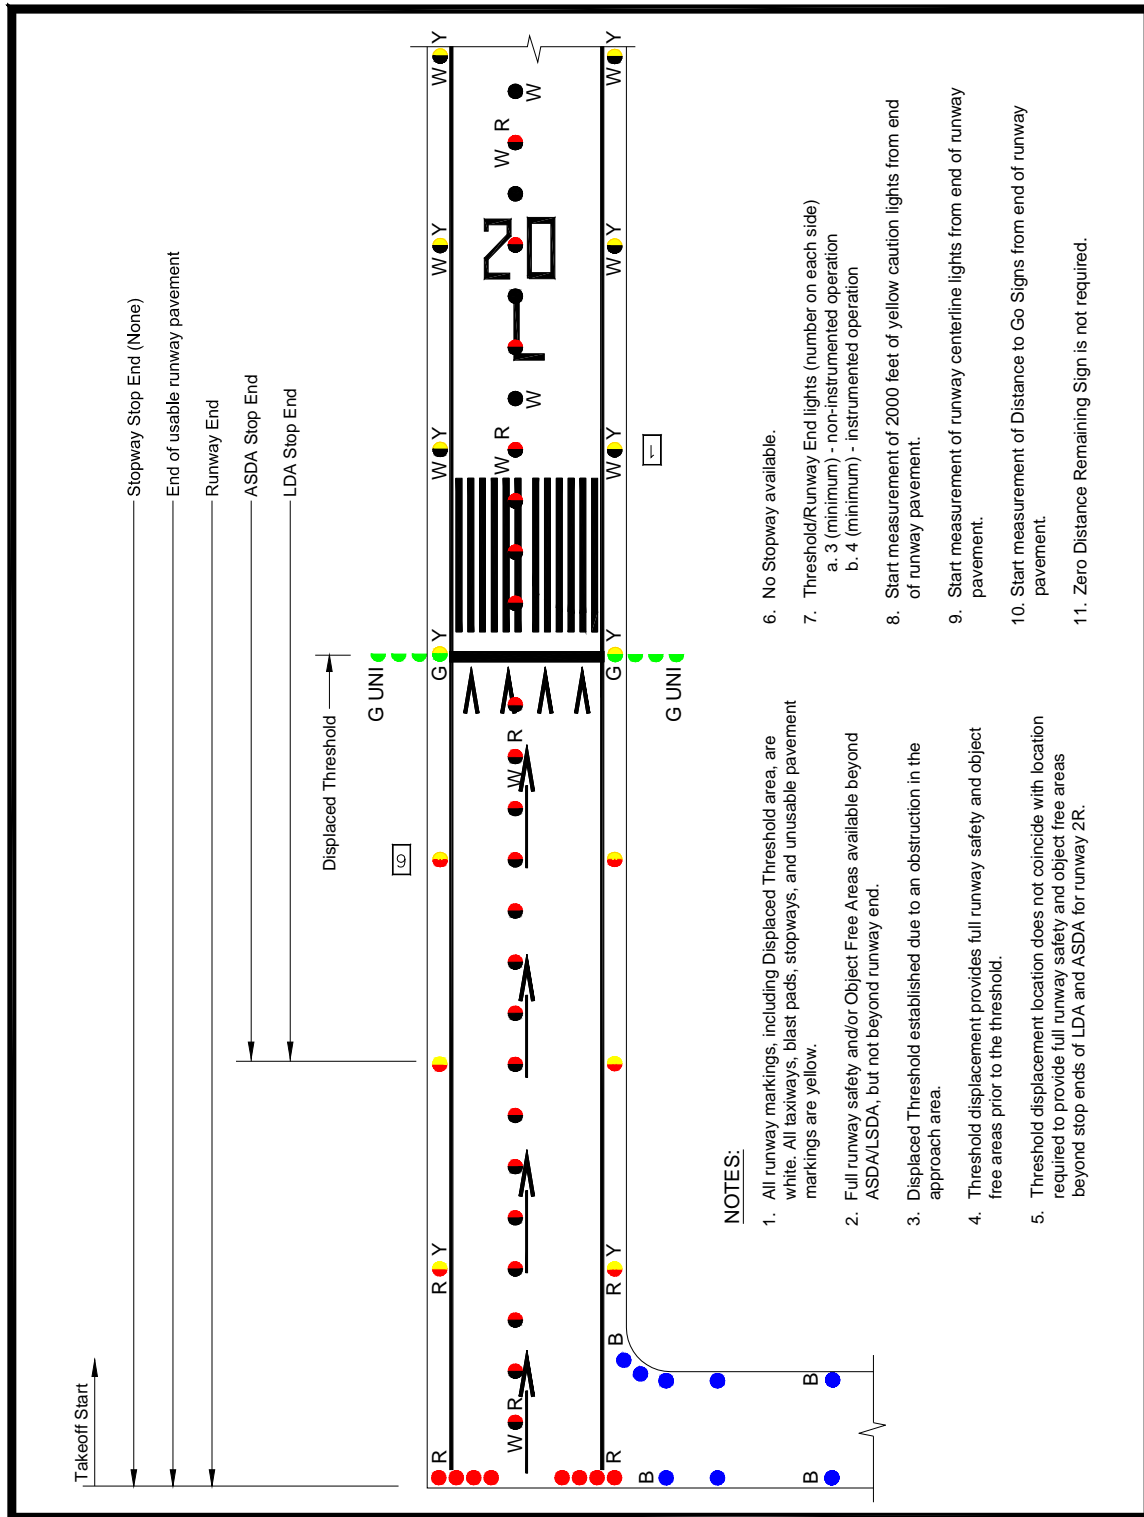 Takeoff Start
Stopway Stop End (None)
End of usable runway pavement
Runway End
ASDA Stop End
LDA Stop End
Displaced Threshold
G UNI
6
R
R Y
G Y
W Y
W Y
W Y
W R
W R
W R
W
W R
W
20
L
R
R Y
G Y
W Y
W Y
W Y
G UNI
1
B
B
B
B
NOTES:
1. All runway markings, including Displaced Threshold area, are
white. All taxiways, blast pads, stopways, and unusable pavement
markings are yellow.
2. Full runway safety and/or Object Free Areas available beyond
ASDA/LSDA, but not beyond runway end.
3. Displaced Threshold established due to an obstruction in the
approach area.
4. Threshold displacement provides full runway safety and object
free areas prior to the threshold.
5. Threshold displacement location does not coincide with location
required to provide full runway safety and object free areas
beyond stop ends of LDA and ASDA for runway 2R.
6. No Stopway available.
7. Threshold/Runway End lights (number on each side)
a. 3 (minimum) - non-instrumented operation
b. 4 (minimum) - instrumented operation
8. Start measurement of 2000 feet of yellow caution lights from end
of runway pavement.
9. Start measurement of runway centerline lights from end of runway
pavement.
10. Start measurement of Distance to Go Signs from end of runway
pavement.
11. Zero Distance Remaining Sign is not required.